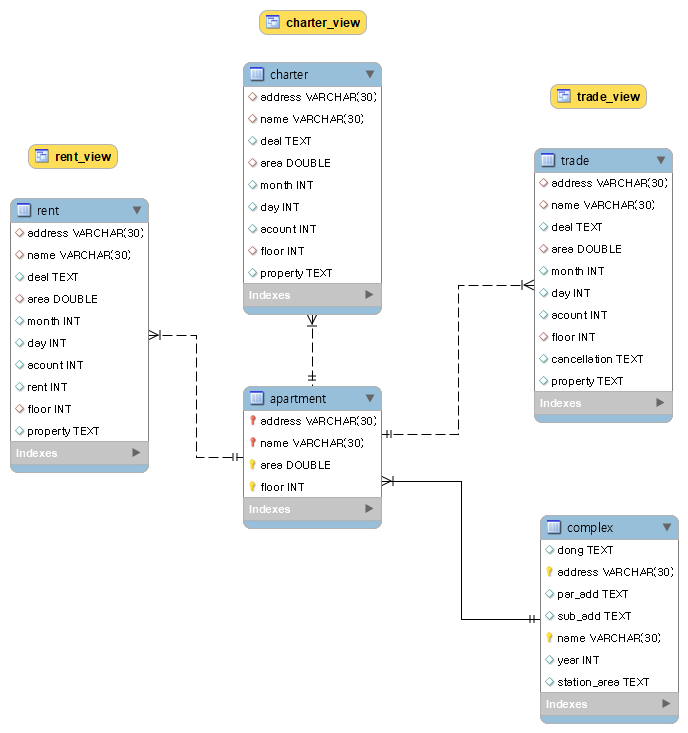 charter_view
charter
address VARCHAR(30)
name VARCHAR(30)
deal TEXT
area DOUBLE
month INT
day INT
acount INT
floor INT
property TEXT
Indexes
trade_view
trade
address VARCHAR(30)
name VARCHAR(30)
deal TEXT
area DOUBLE
month INT
day INT
acount INT
floor INT
cancellation TEXT
property TEXT
Indexes
rent_view
rent
address VARCHAR(30)
name VARCHAR(30)
deal TEXT
area DOUBLE
month INT
day INT
acount INT
rent INT
floor INT
property TEXT
Indexes
apartment
address VARCHAR(30)
name VARCHAR(30)
area DOUBLE
floor INT
Indexes
complex
dong TEXT
address VARCHAR(30)
par_add TEXT
sub_add TEXT
name VARCHAR(30)
year INT
station_area TEXT
Indexes